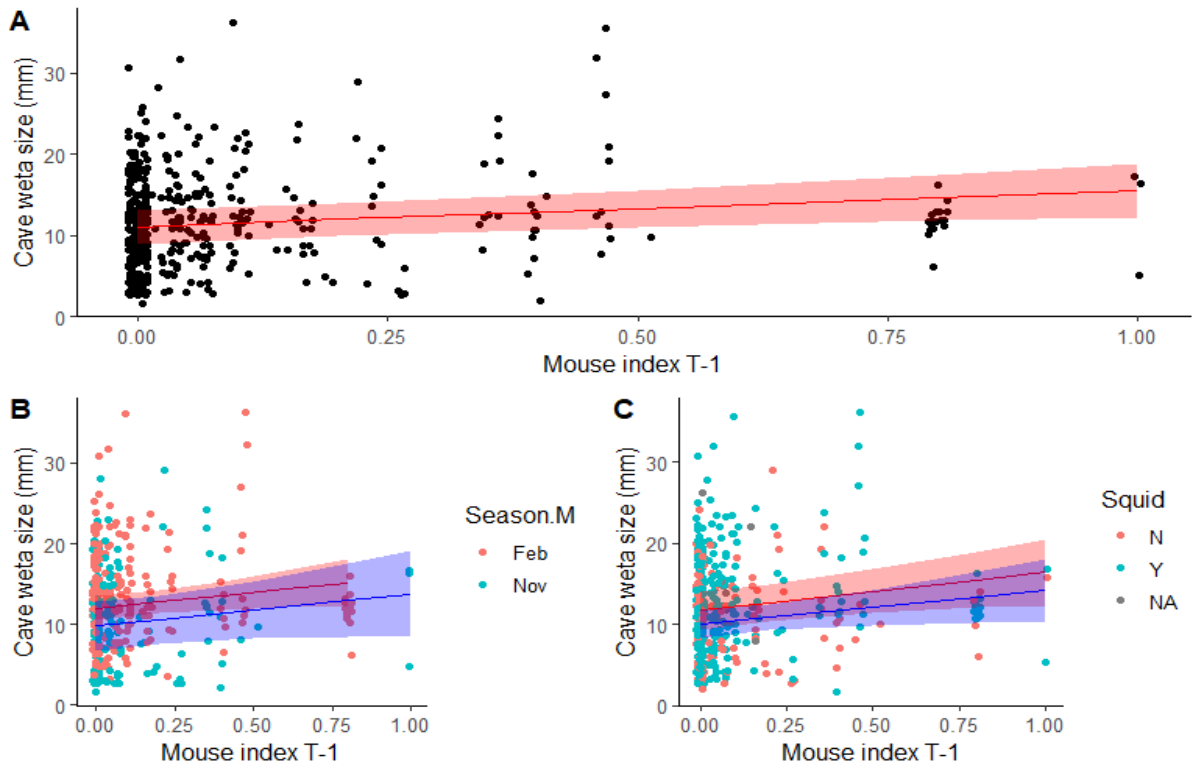 A
Cave weta size (mm)
30
20
10
0
0.00 0.25 0.50 0.75 1.00
Mouse index T-1
B
Cave weta size (mm)
30
20
10
0
0.00 0.25 0.50 0.75 1.00
Mouse index T-1
Season.M
Feb
Nov
C
Cave weta size (mm)
30
20
10
0
0.00 0.25 0.50 0.75 1.00
Mouse index T-1
Squid
N
Y
NA